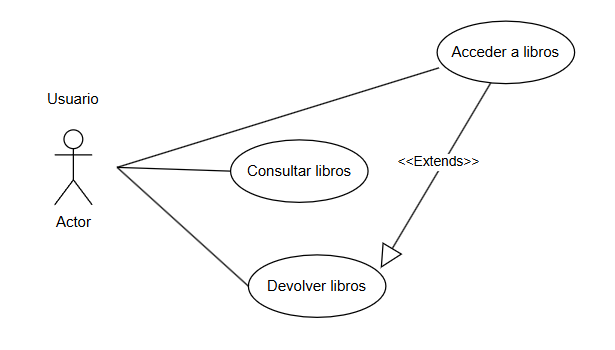 Acceder a libros
Usuario
<<Extends>>
Consultar libros
Actor
Devolver libros